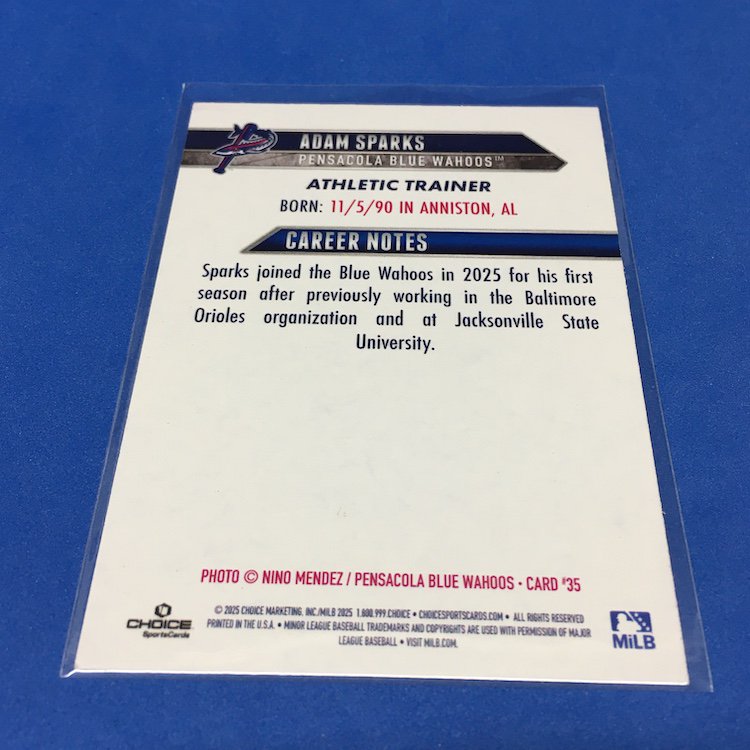 ADAM SPARKS
PENSACOLA BLUE WAHOOS™
ATHLETIC TRAINER
BORN: 11/5/90 IN ANNISTON, AL
CAREER NOTES
Sparks joined the Blue Wahoos in 2025 for his first
season after previously working in the Baltimore
Orioles organization and at Jacksonville State
University.
PHOTO © NINO MENDEZ / PENSACOLA BLUE WAHOOS • CARD #35
CHOICE
SportsCards
© 2025 CHOICE MARKETING, INC/MILB 2025 1.800.999.CHOICE • CHOICESPORTSCARDS.COM • ALL RIGHTS RESERVED
PRINTED IN THE U.S.A. • MINOR LEAGUE BASEBALL TRADEMARKS AND COPYRIGHTS ARE USED WITH PERMISSION OF MAJOR
LEAGUE BASEBALL • VISIT MILB.COM.
MiLB